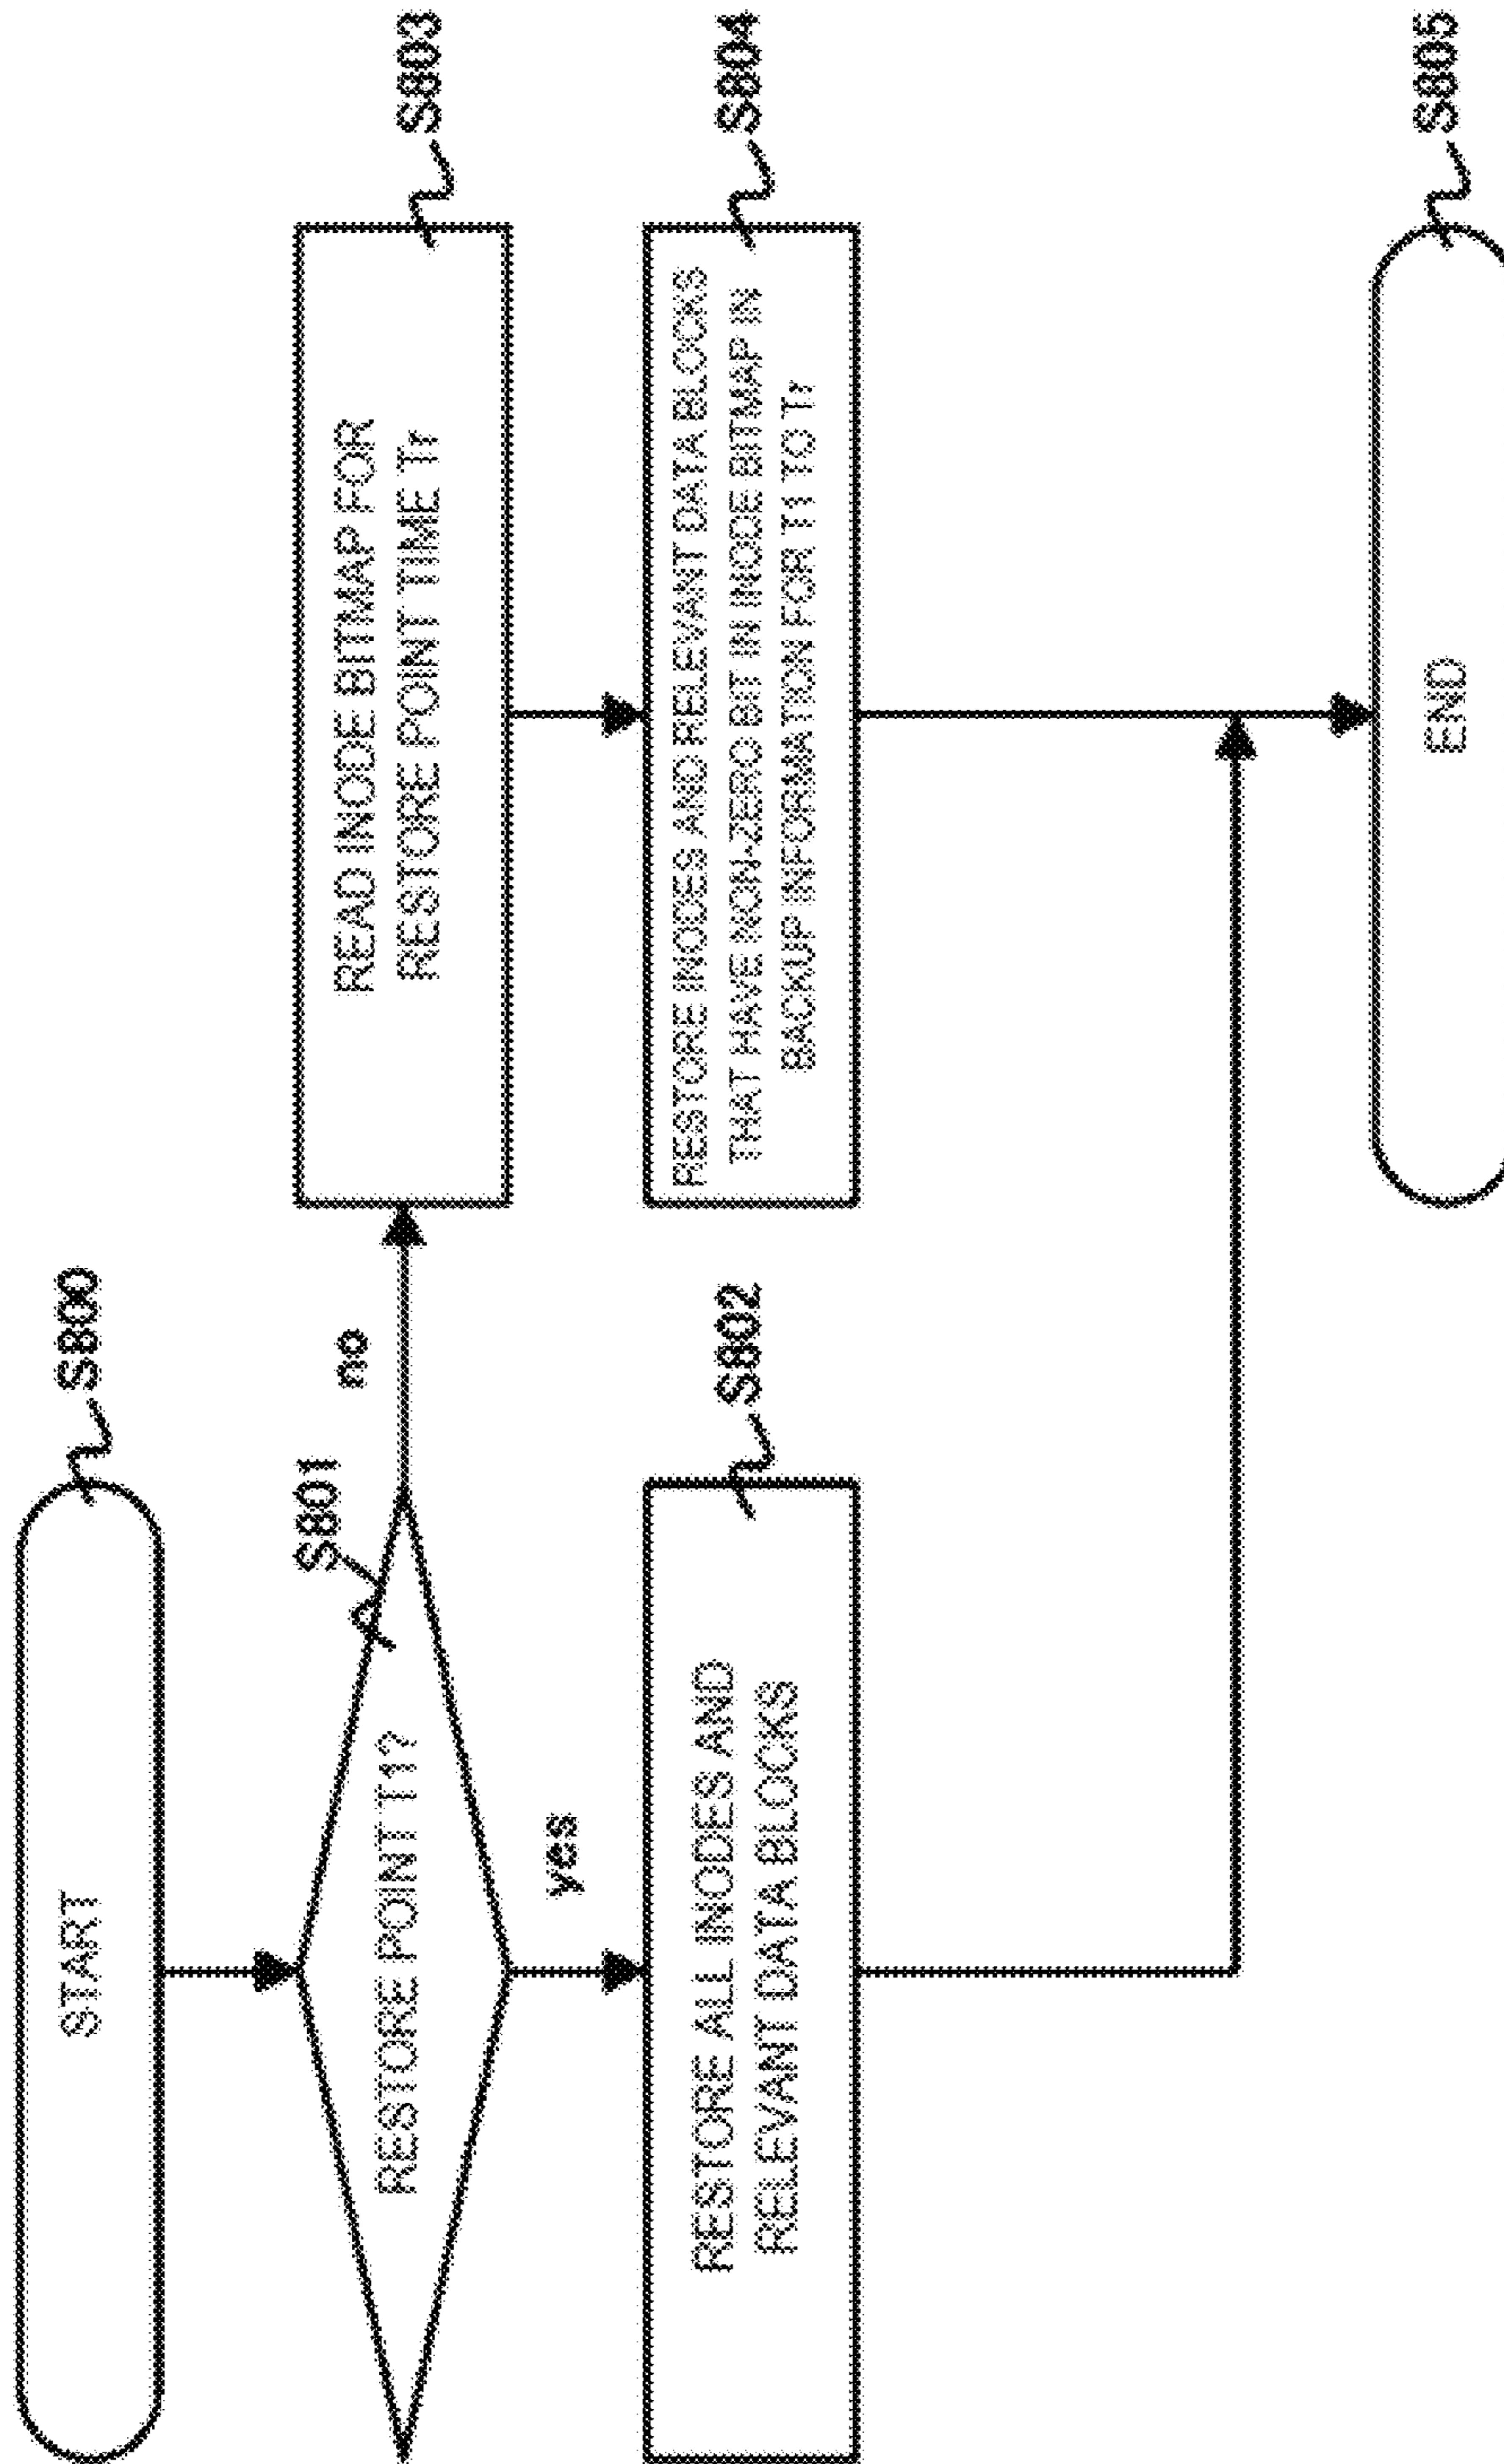 START
S800
RESTORE POINT T1?
S801
no
yes
RESTORE ALL INODES AND
RELEVANT DATA BLOCKS
S802
READ INODE BITMAP FOR
RESTORE POINT TIME Tr
S803
RESTORE INODES AND RELEVANT DATA BLOCKS
THAT HAVE NON-ZERO BIT IN INODE BITMAP IN
BACKUP INFORMATION FOR T1 TO Tr
S804
END
S805